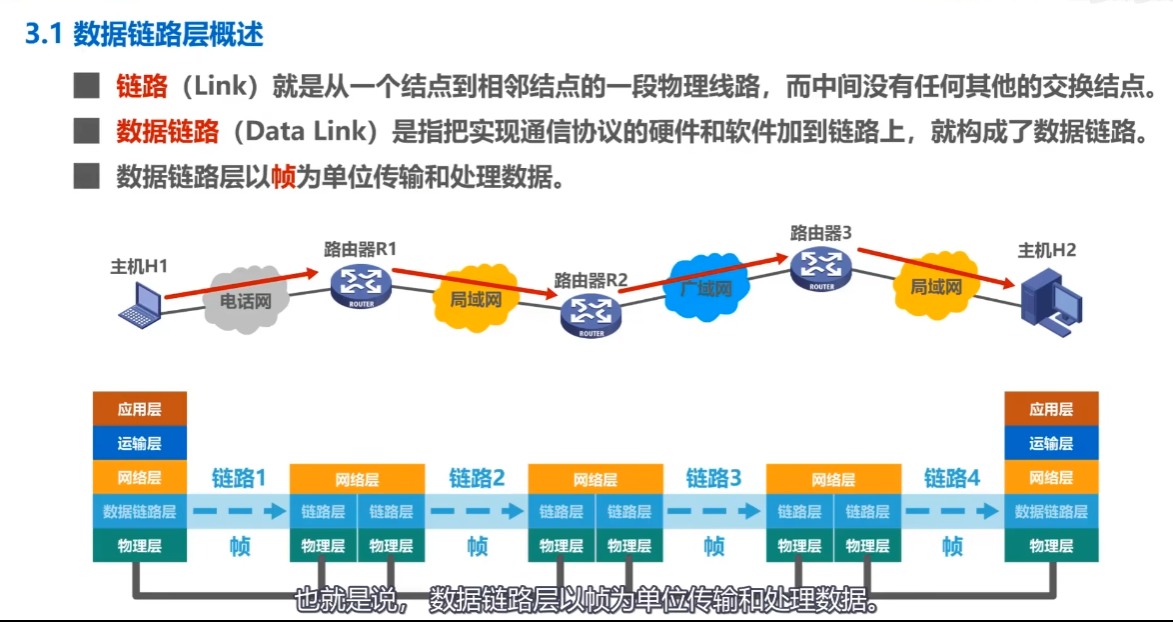 3.1 数据链路层概述
链路（Link）就是从一个结点到相邻结点的一段物理线路，而中间没有任何其他的交换结点。
数据链路（Data Link）是指把实现通信协议的硬件和软件加到链路上，就构成了数据链路。
数据链路层以帧为单位传输和处理数据。
主机H1
电话网
路由器R1
ROUTER
局域网
路由器R2
ROUTER
广域网
路由器3
ROUTER
局域网
主机H2
应用层
应用层
运输层
运输层
网络层 链路1 网络层 链路2 网络层 链路3 网络层 链路4 网络层
数据链路层 链路层 链路层 链路层 链路层 链路层 链路层 数据链路层
物理层 帧 物理层 物理层 帧 物理层 物理层 帧 物理层 物理层 帧 物理层
也就是说， 数据链路层以帧为单位传输和处理数据。